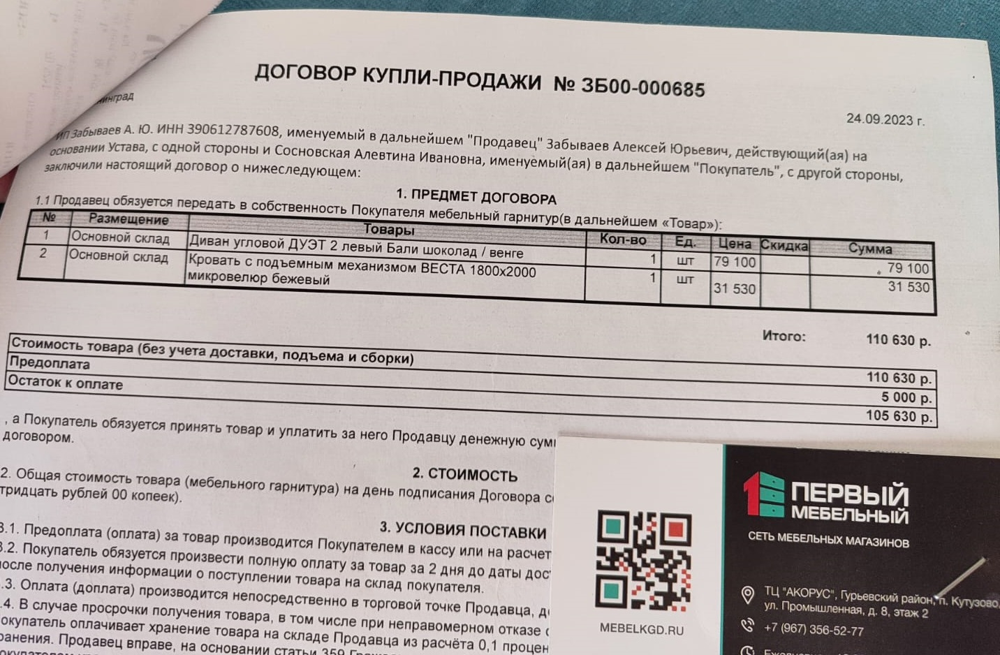 ДОГОВОР КУПЛИ-ПРОДАЖИ № ЗБ00-000685
24.09.2023 г.
ИП Забываев А. Ю. ИНН 390612787608, именуемый в дальнейшем "Продавец" Забываев Алексей Юрьевич, действующий(ая) на
основании Устава, с одной стороны и Сосновская Алевтина Ивановна, именуемый(ая) в дальнейшем "Покупатель", с другой стороны,
заключили настоящий договор о нижеследующем:
1. ПРЕДМЕТ ДОГОВОРА
1.1 Продавец обязуется передать в собственность Покупателя мебельный гарнитур(в дальнейшем «Товар»):
№ Размещение Товары Кол-во Ед. Цена Скидка Сумма
1 Основной склад Диван угловой ДУЭТ 2 левый Бали шоколад / венге 1 шт 79 100 79 100
2 Основной склад Кровать с подъемным механизмом ВЕСТА 1800х2000 1 шт 31 530 31 530
микровелюр бежевый
Итого: 110 630 р.
Стоимость товара (без учета доставки, подъема и сборки) 110 630 р.
Предоплата 5 000 р.
Остаток к оплате 105 630 р.
, а Покупатель обязуется принять товар и уплатить за него Продавцу денежную
договором.
2. СТОИМОСТЬ
2. Общая стоимость товара (мебельного гарнитура) на день подписания Договора
тридцать рублей 00 копеек).
3. УСЛОВИЯ ПОСТАВКИ
3.1. Предоплата (оплата) за товар производится Покупателем в кассу или на
3.2. Покупатель обязуется произвести полную оплату за товар за 2 дня до даты
после получения информации о поступлении товара на склад покупателя.
.3. Оплата (доплата) производится непосредственно в торговой точке Продавца,
.4. В случае просрочки получения товара, в том числе при неправомерном отказе
окупатель оплачивает хранение товара на складе Продавца из расчёта 0,1
ранения. Продавец вправе, на основании статьи 359
ПЕРВЫЙ
МЕБЕЛЬНЫЙ
СЕТЬ МЕБЕЛЬНЫХ МАГАЗИНОВ
ТЦ "АКОРУС", Гурьевский район, п. Кутузово,
ул. Промышленная, д. 8, этаж 2
+7 (967) 356-52-77
MEBELKGD.RU